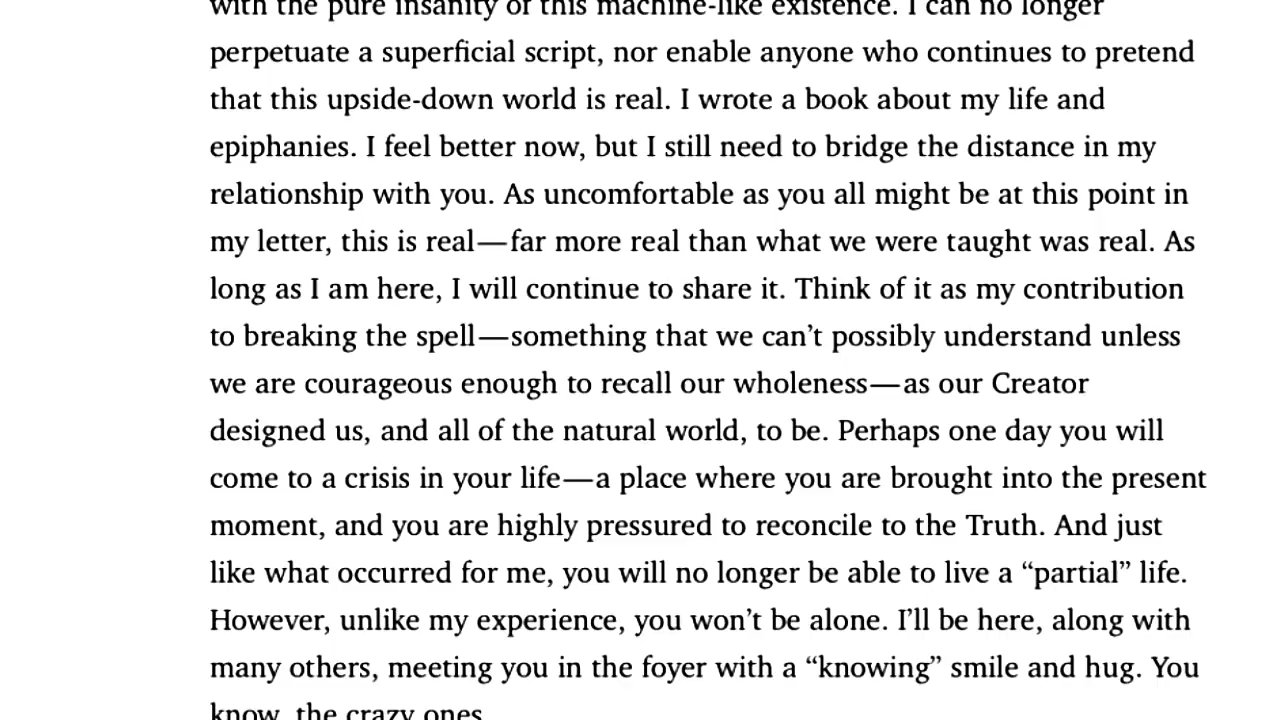 with the pure insanity of this machine-like existence. I can no longer
perpetuate a superficial script, nor enable anyone who continues to pretend
that this upside-down world is real. I wrote a book about my life and
epiphanies. I feel better now, but I still need to bridge the distance in my
relationship with you. As uncomfortable as you all might be at this point in
my letter, this is real—far more real than what we were taught was real. As
long as I am here, I will continue to share it. Think of it as my contribution
to breaking the spell—something that we can’t possibly understand unless
we are courageous enough to recall our wholeness—as our Creator
designed us, and all of the natural world, to be. Perhaps one day you will
come to a crisis in your life—a place where you are brought into the present
moment, and you are highly pressured to reconcile to the Truth. And just
like what occurred for me, you will no longer be able to live a “partial” life.
However, unlike my experience, you won’t be alone. I’ll be here, along with
many others, meeting you in the foyer with a “knowing” smile and hug. You
know, the crazy ones.